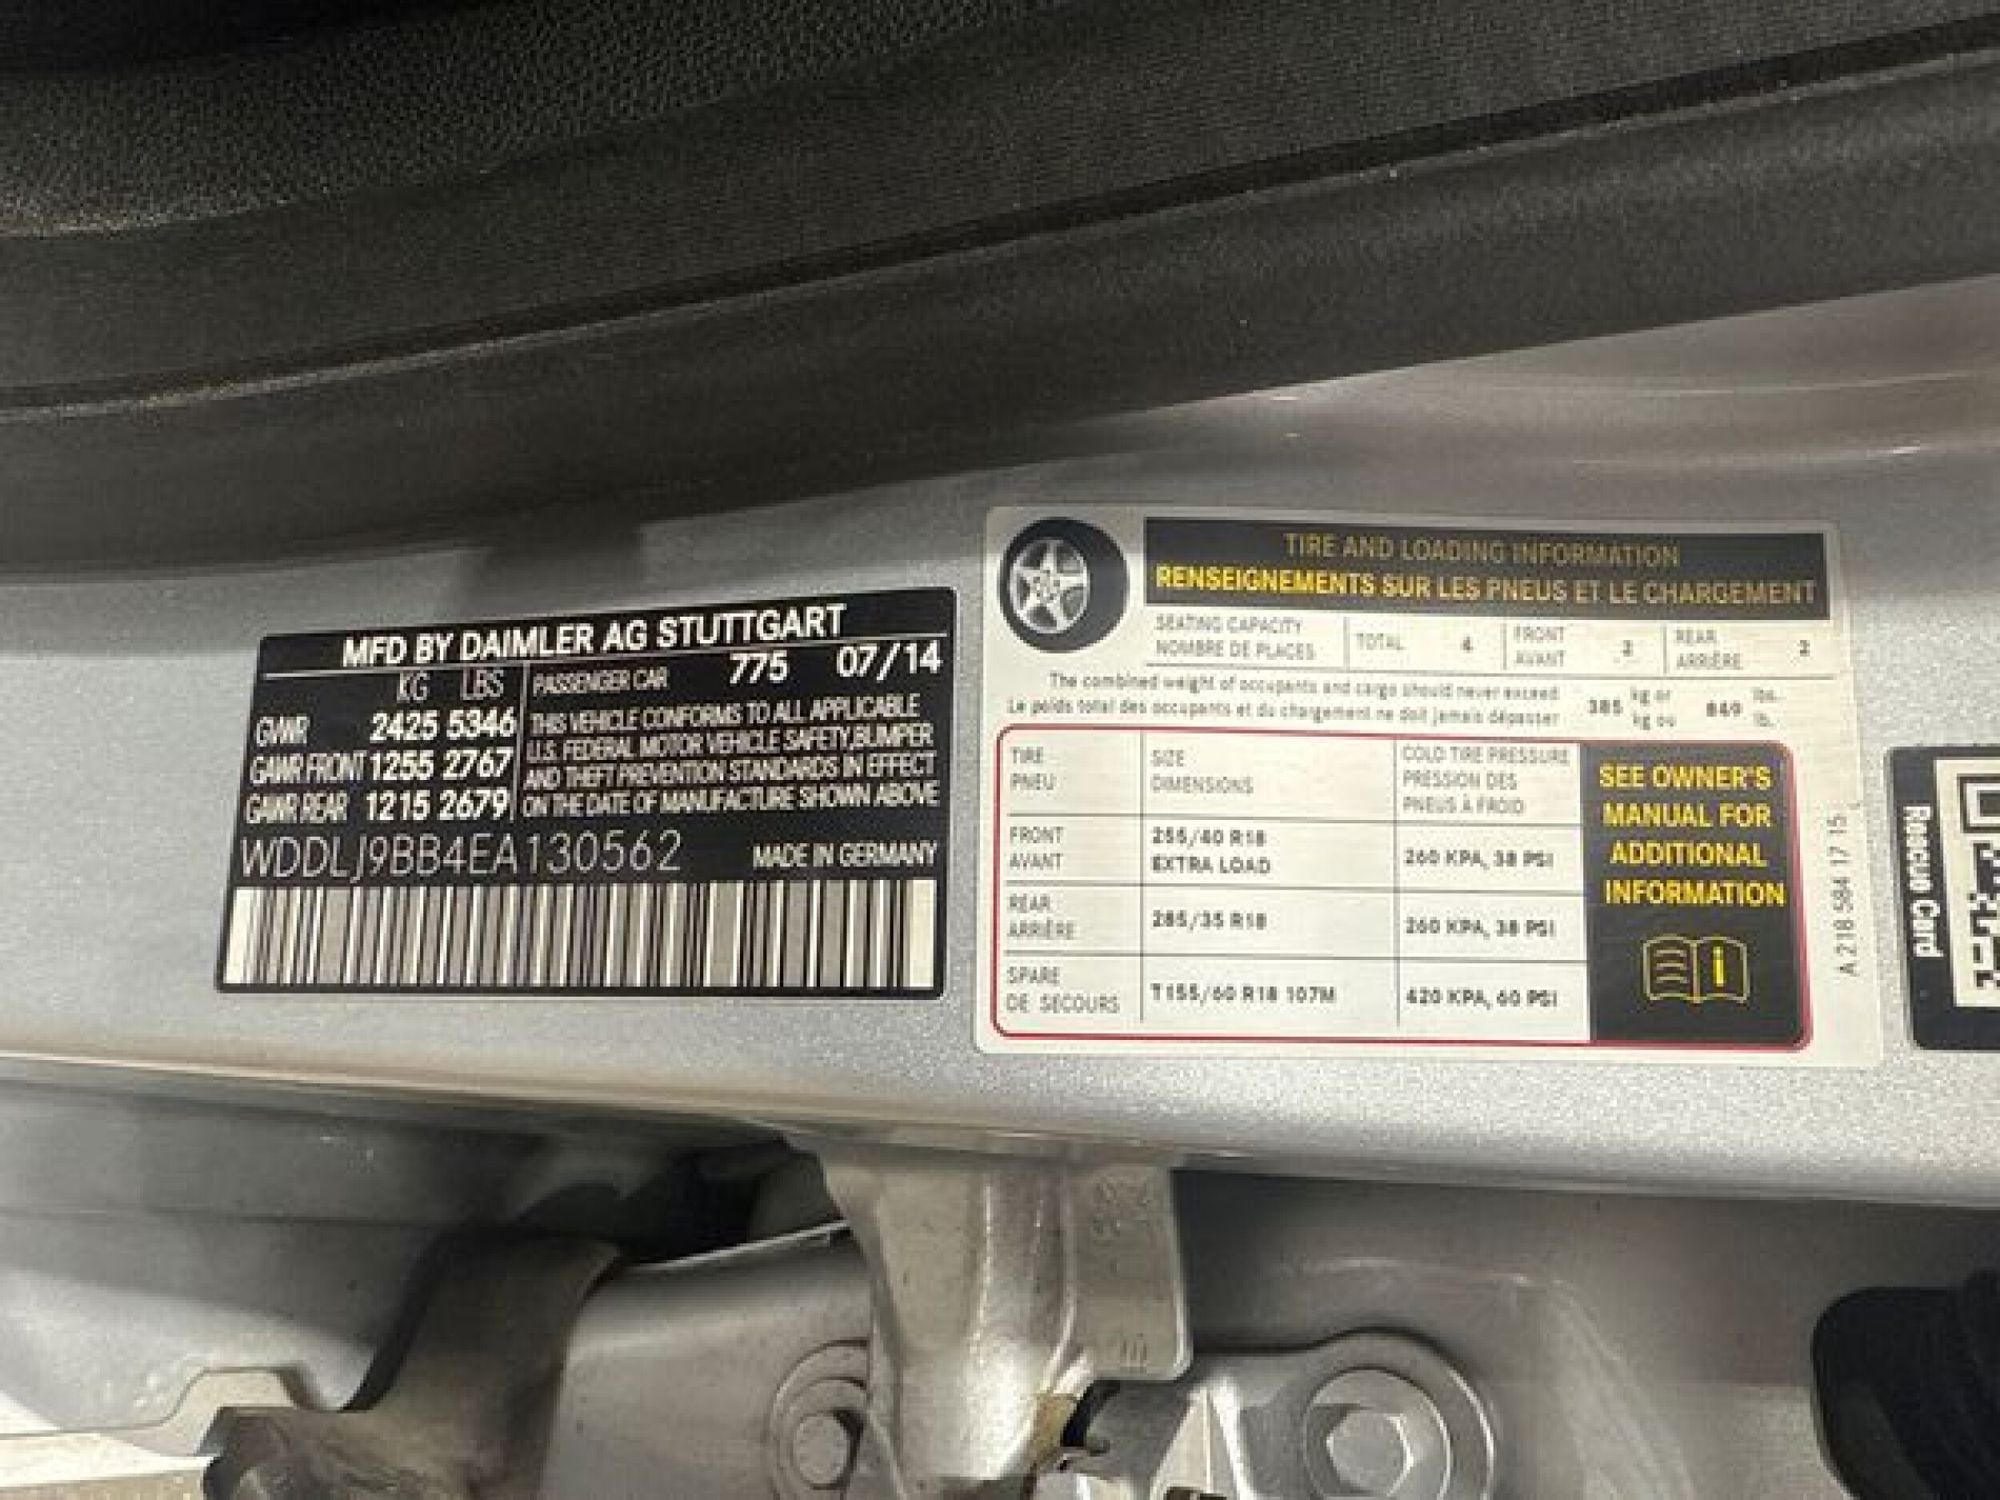 MFD BY DAIMLER AG STUTTGART
KG LBS
PASSENGER CAR 775 07/14
GVWR 2425 5346
GAWR FRONT 1255 2767
GAWR REAR 1215 2679
THIS VEHICLE CONFORMS TO ALL APPLICABLE
U.S. FEDERAL MOTOR VEHICLE SAFETY,BUMPER
AND THEFT PREVENTION STANDARDS IN EFFECT
ON THE DATE OF MANUFACTURE SHOWN ABOVE
WDDLJ9BB4EA130562 MADE IN GERMANY
TIRE AND LOADING INFORMATION
RENSEIGNEMENTS SUR LES PNEUS ET LE CHARGEMENT
SEATING CAPACITY
NOMBRE DE PLACES
TOTAL 4
FRONT
AVANT 2
REAR
ARRIÈRE 2
The combined weight of occupants and cargo should never exceed
Le poids total des occupants et du chargement ne doit jamais dépasser
385 kg or
kg ou
849 lbs.
lb.
TIRE
PNEU
SIZE
DIMENSIONS
COLD TIRE PRESSURE
PRESSION DES
PNEUS À FROID
FRONT
AVANT
255/40 R18
EXTRA LOAD
260 KPA, 38 PSI
REAR
ARRIÈRE
285/35 R18
260 KPA, 38 PSI
SPARE
DE SECOURS
T155/60 R18 107M
420 KPA, 60 PSI
SEE OWNER'S
MANUAL FOR
ADDITIONAL
INFORMATION
A 218 584 17 15
Rescue Card